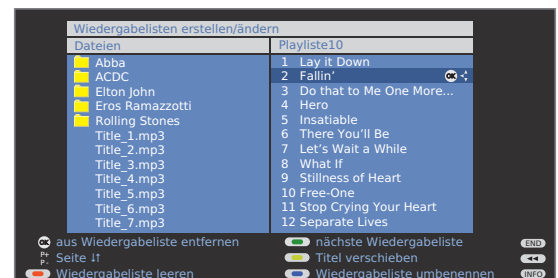 Wiedergabelisten erstellen/ändern
Dateien
Abba
ACDC
Elton John
Eros Ramazzotti
Rolling Stones
Title_1.mp3
Title_2.mp3
Title_3.mp3
Title_4.mp3
Title_5.mp3
Title_6.mp3
Title_7.mp3
Playliste10
1 Lay it Down
2 Fallin’ OK
3 Do that to Me One More...
4 Hero
5 Insatiable
6 There You’ll Be
7 Let’s Wait a While
8 What If
9 Stillness of Heart
10 Free-One
11 Stop Crying Your Heart
12 Separate Lives
OK aus Wiedergabeliste entfernen
P+ P- Seite
Wiedergabeliste leeren
nächste Wiedergabeliste
Titel verschieben
Wiedergabeliste umbenennen
END
INFO